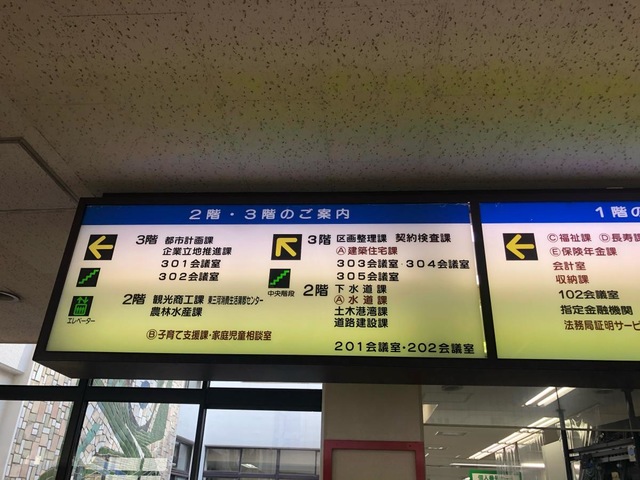 2階・3階のご案内
3階 都市計画課
企業立地推進課
301会議室
302会議室
2階 観光商工課 東三河消費生活
農林水産課
エレベーター
Ⓑ子育て支援課・家庭児童相談室
3階 区画整理課 契約検査課
Ⓐ建築住宅課
303会議室・304会議室
305会議室
中央階段
2階 下水道課
Ⓐ水道課
土木港湾課
道路建設課
201会議室・202会議室
1階の
Ⓒ福祉課 Ⓓ長寿課
Ⓔ保険年金課
会計室
収納課
102会議室
指定金融機関
法務局証明サービ